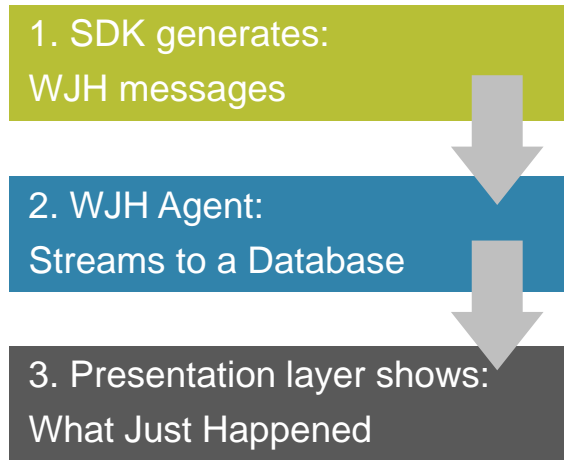 1. SDK generates:
WJH messages
2. WJH Agent:
Streams to a Database
3. Presentation layer shows:
What Just Happened